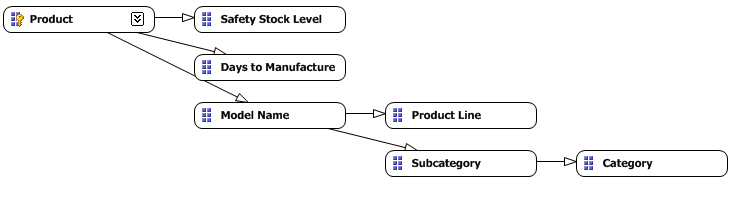 Product
Safety Stock Level
Days to Manufacture
Model Name
Product Line
Subcategory
Category